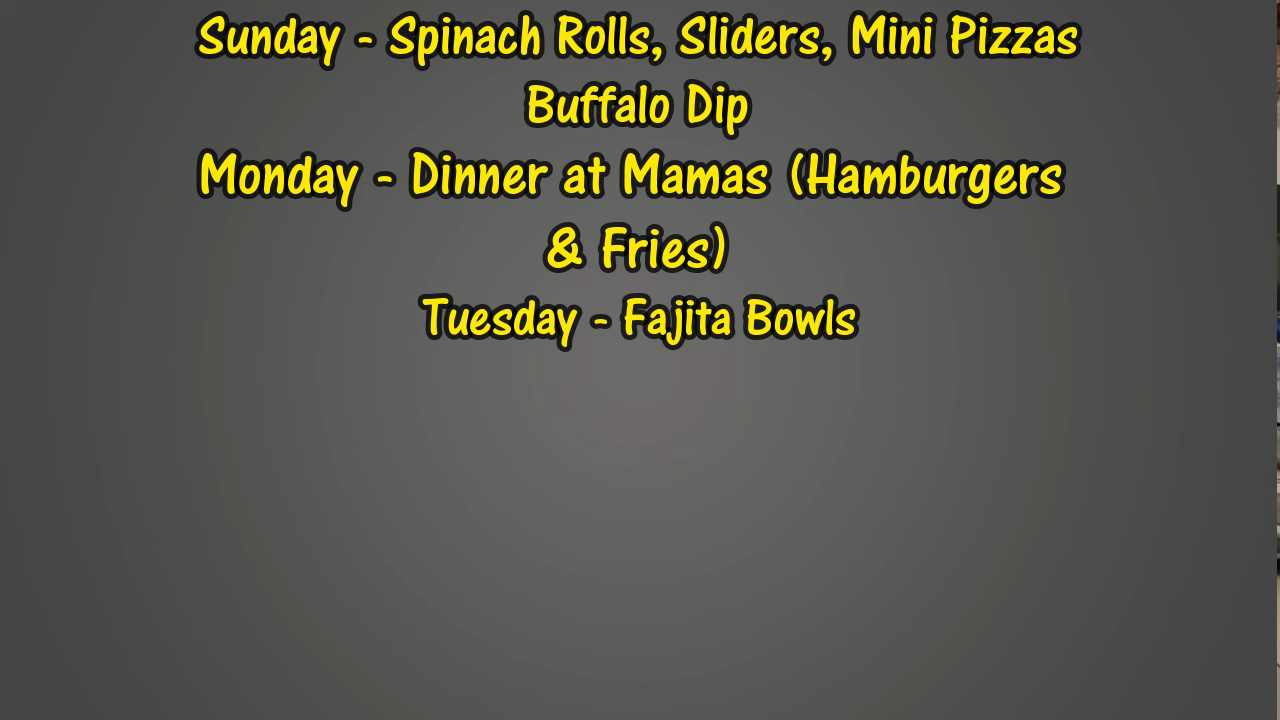 Sunday - Spinach Rolls, Sliders, Mini Pizzas
Buffalo Dip
Monday - Dinner at Mamas (Hamburgers
& Fries)
Tuesday - Fajita Bowls